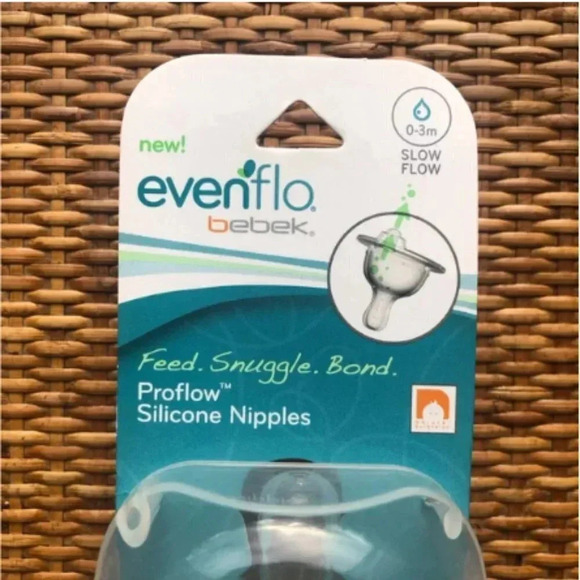 new!
evenflo®
bebek®
0-3m
SLOW
FLOW
Feed. Snuggle. Bond.
Proflow™
Silicone Nipples